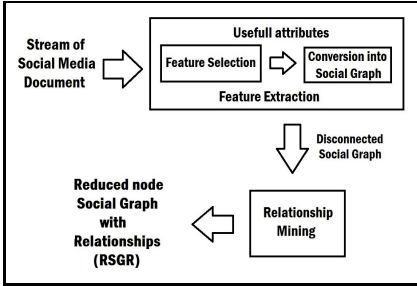 Stream of
Social Media
Document
Usefull attributes
Feature Selection
Conversion into
Social Graph
Feature Extraction
Disconnected
Social Graph
Relationship
Mining
Reduced node
Social Graph
with
Relationships
(RSGR)